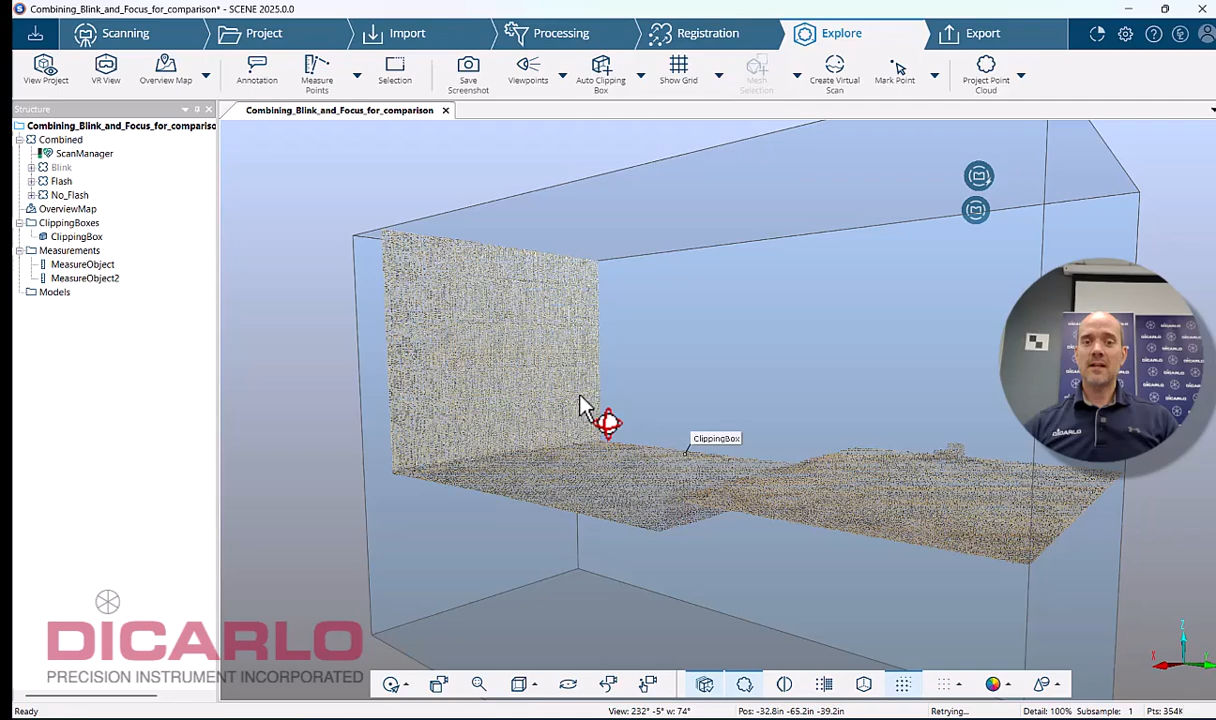 Combining_Blink_and_Focus_for_comparison* - SCENE 2025.0.0
Scanning
Project
Import
Processing
Registration
Explore
Export
View Project
VR View
Overview Map
Annotation
Measure Points
Selection
Save Screenshot
Viewpoints
Auto Clipping Box
Show Grid
Mesh Selection
Create Virtual Scan
Mark Point
Project Point Cloud
Structure
Combining_Blink_and_Focus_for_comparison
Combining_Blink_and_Focus_for_compariso
Combined
ScanManager
Blink
Flash
No_Flash
OverviewMap
ClippingBoxes
ClippingBox
Measurements
MeasureObject
MeasureObject2
Models
ClippingBox
DICARLO
DICARLO
DICARLO
DICARLO
PRECISION INSTRUMENT INCORPORATED
Z
X
Y
Ready
View: 232° -5° w: 74°
Pos: -32.8in -65.2in -39.2in
Retrying...
Detail: 100%
Subsample: 1
Pts: 354K